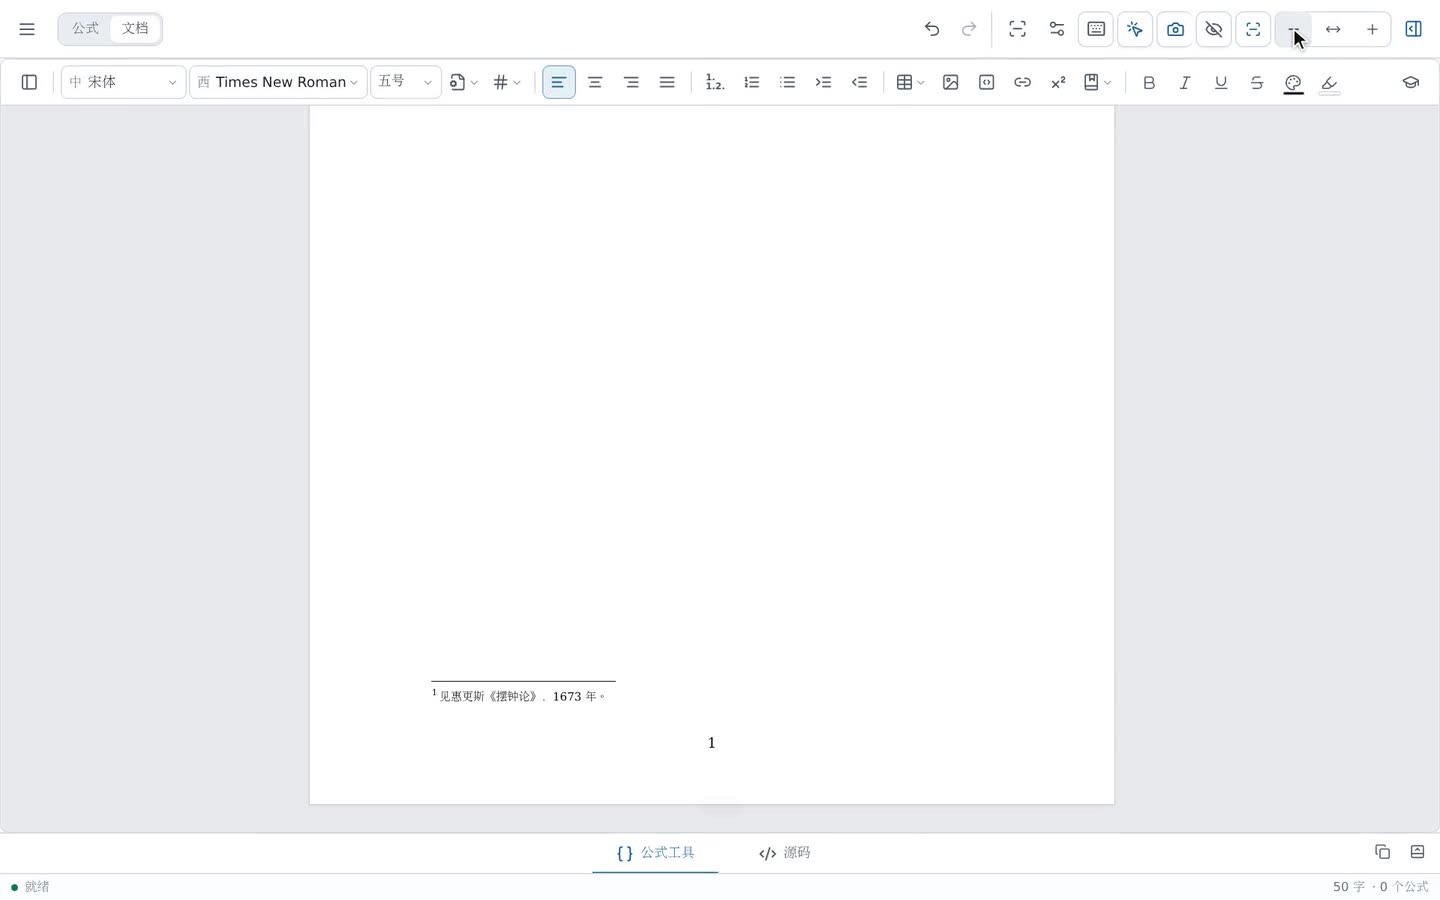 公式 文档
中 宋体 西 Times New Roman 五号
1 见惠更斯《摆钟论》，1673 年。
1
公式工具 源码
就绪 50 字 · 0 个公式